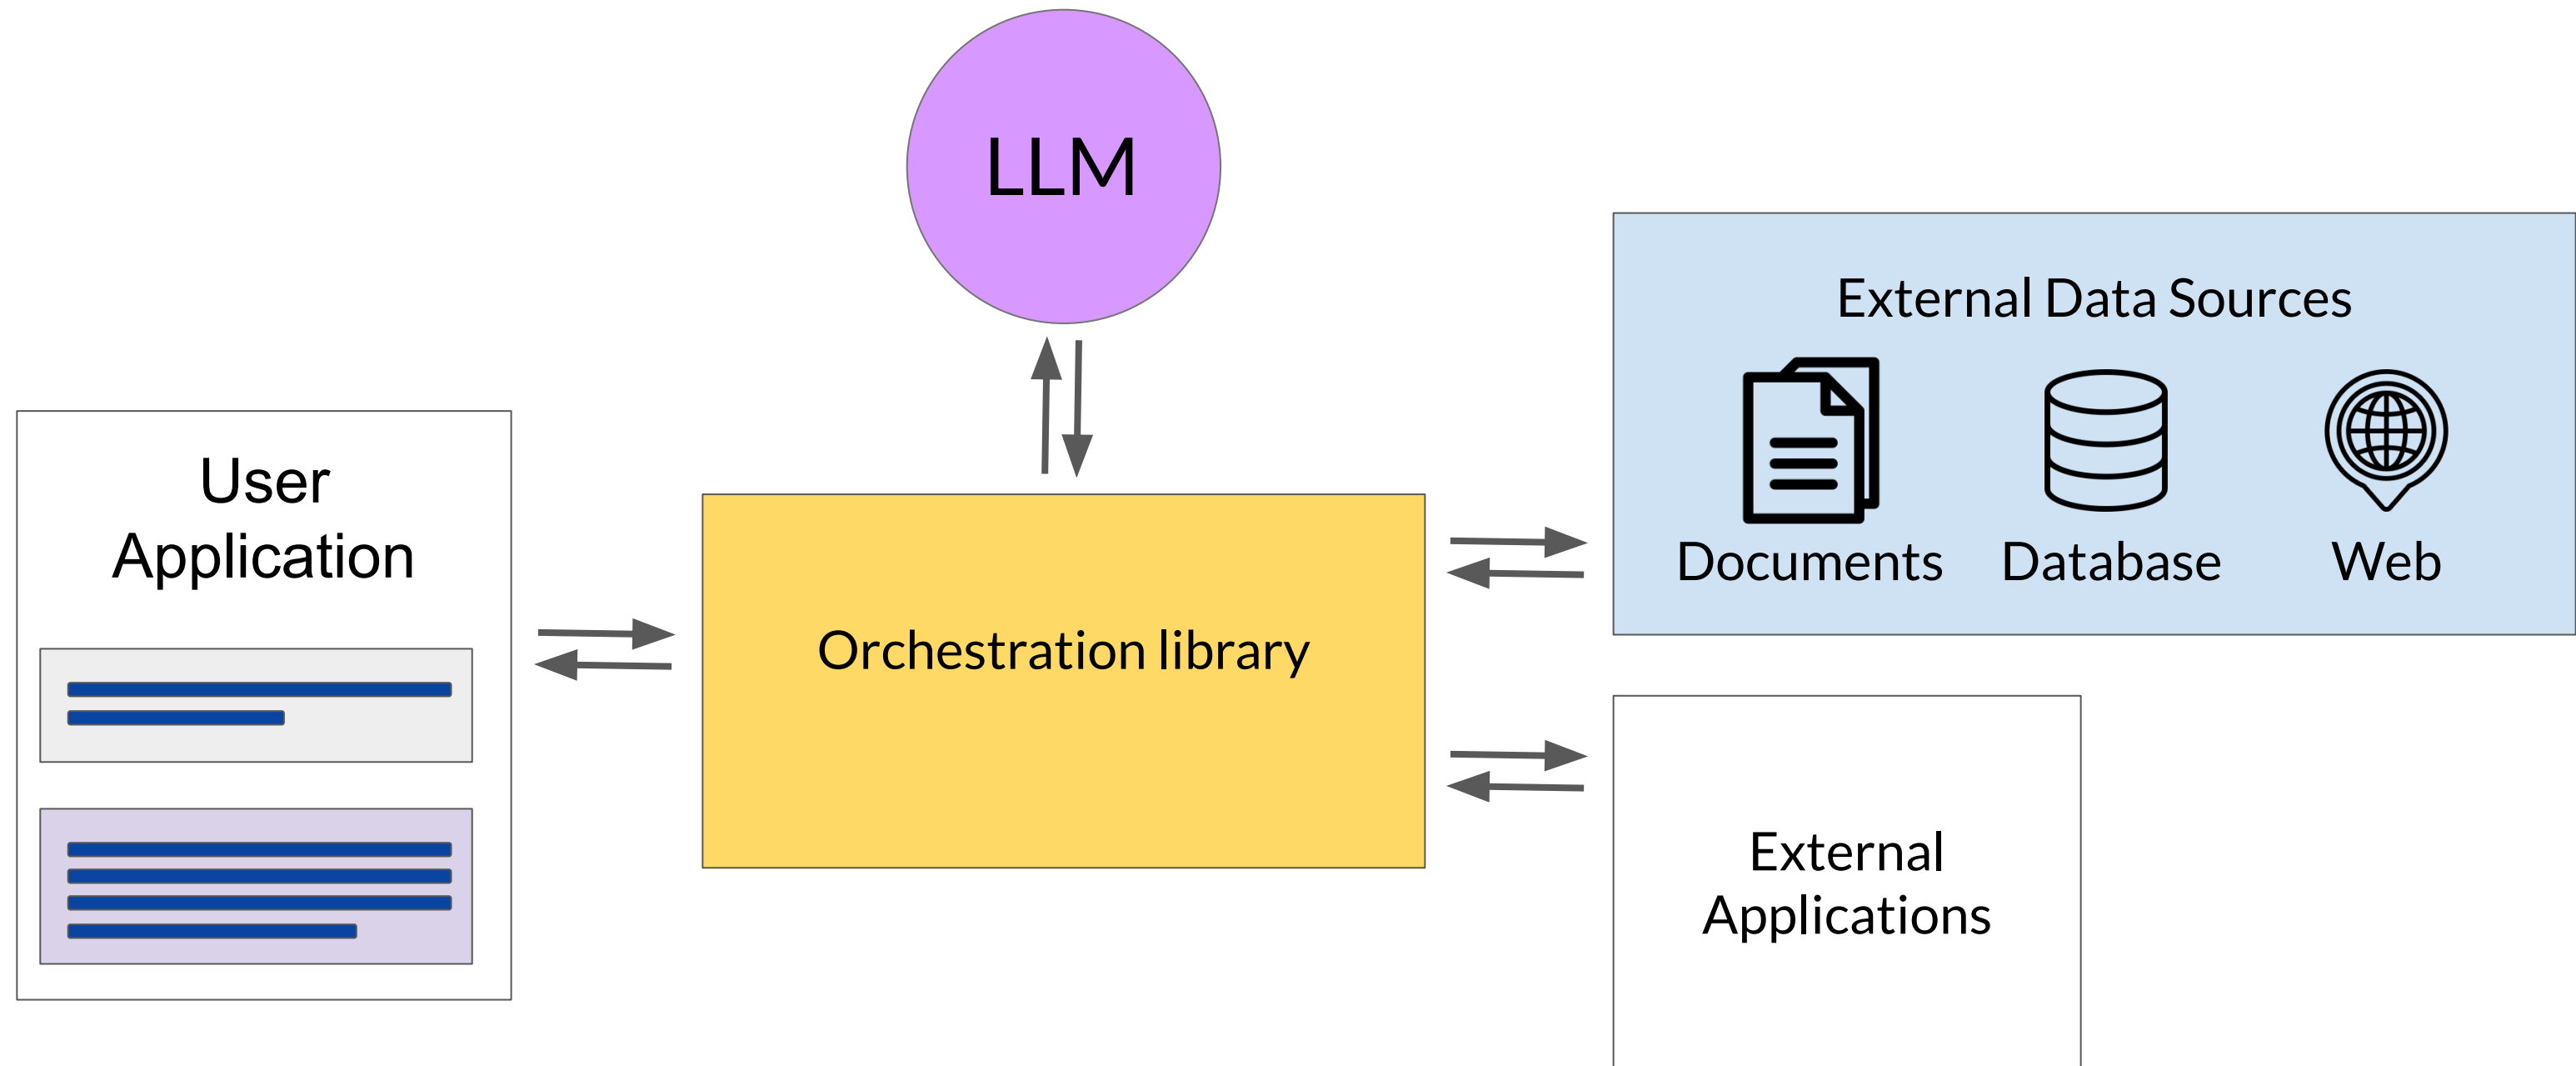 LLM
External Data Sources
Documents
Database
Web
User
Application
Orchestration library
External
Applications